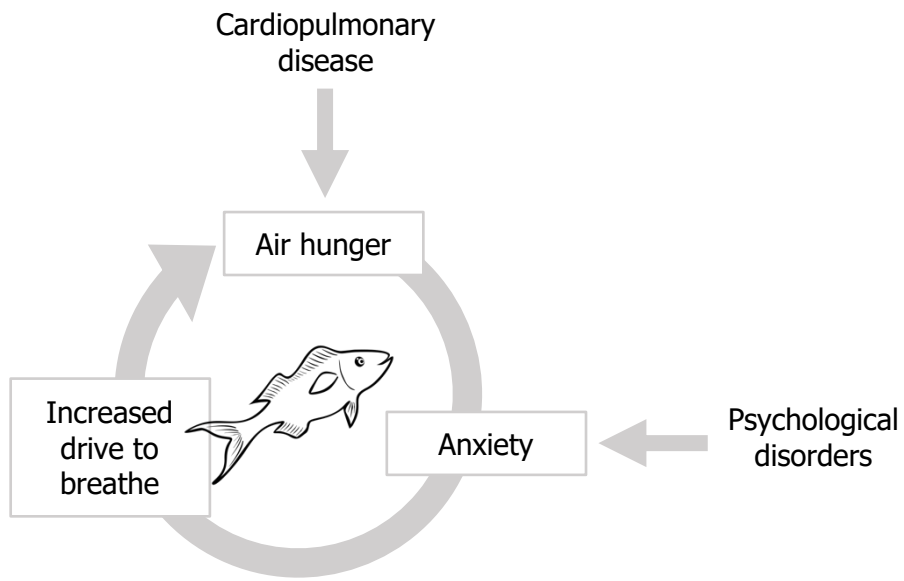 Cardiopulmonary
disease
Air hunger
Increased
drive to
breathe
Anxiety
Psychological
disorders